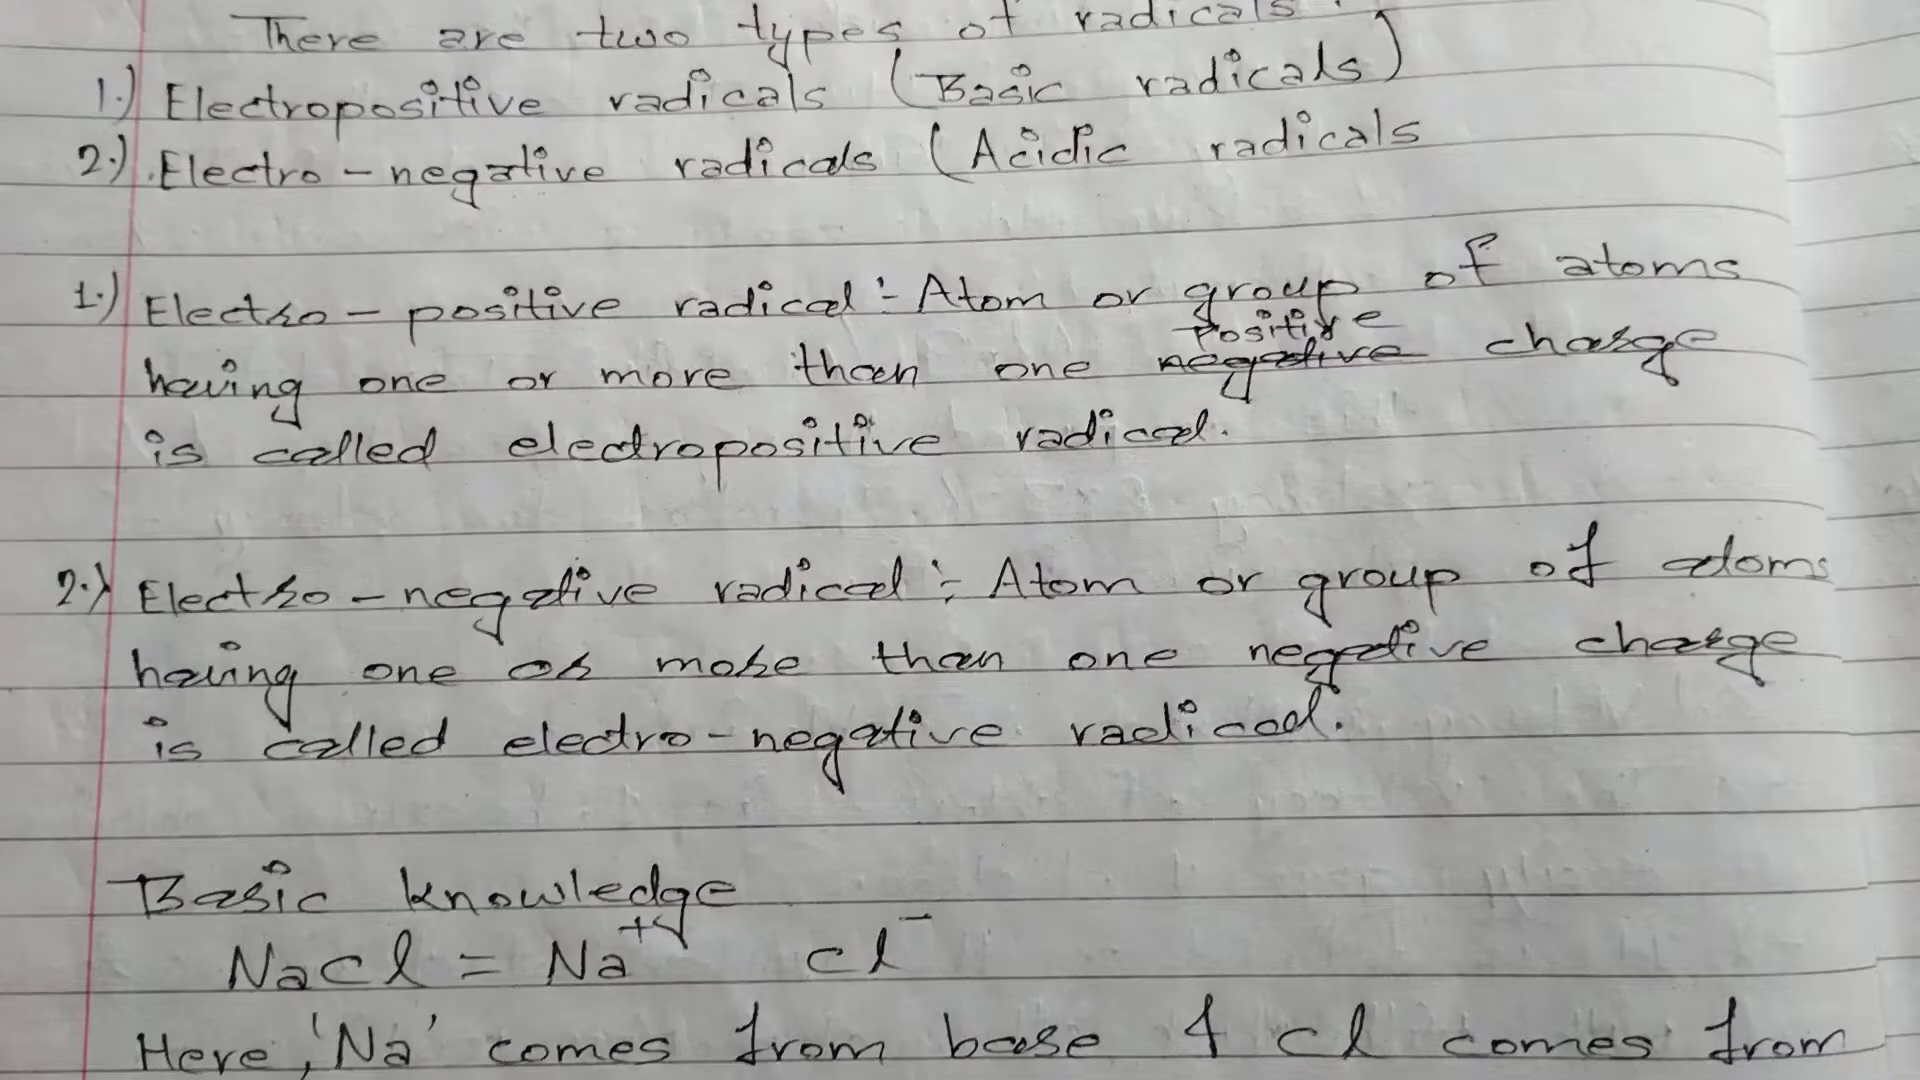 There are two types of radicals.
1.) Electropositive radicals (Basic radicals)
2.) Electro-negative radicals (Acidic radicals
1.) Electro-positive radical :- Atom or group of atoms
positive
having one or more than one negative charge
is called electropositive radical.
2.) Electro-negative radical :- Atom or group of atoms
having one or more than one negative charge
is called electro-negative radical.
Basic knowledge
NaCl = Na⁺ Cl⁻
Here, 'Na' comes from base & Cl comes from